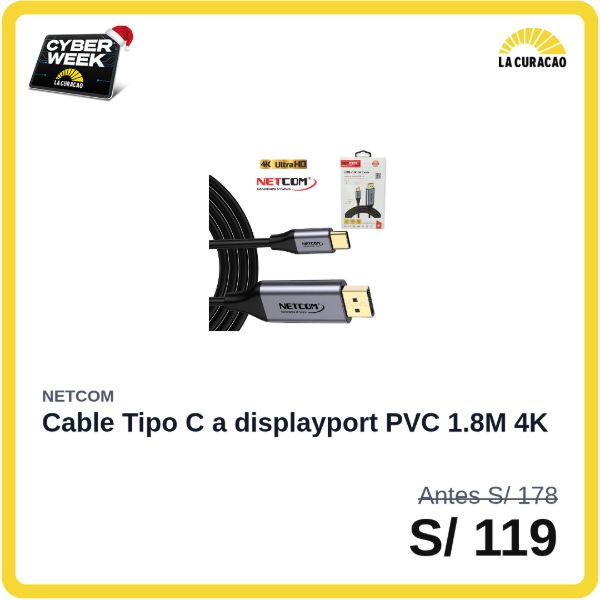 CYBER
WEEK
LA CURACAO
LA CURACAO
4K UltraHD
NETCOM®
NETCOM
NETCOM
NETCOM
Cable Tipo C a displayport PVC 1.8M 4K
Antes S/ 178
S/ 119